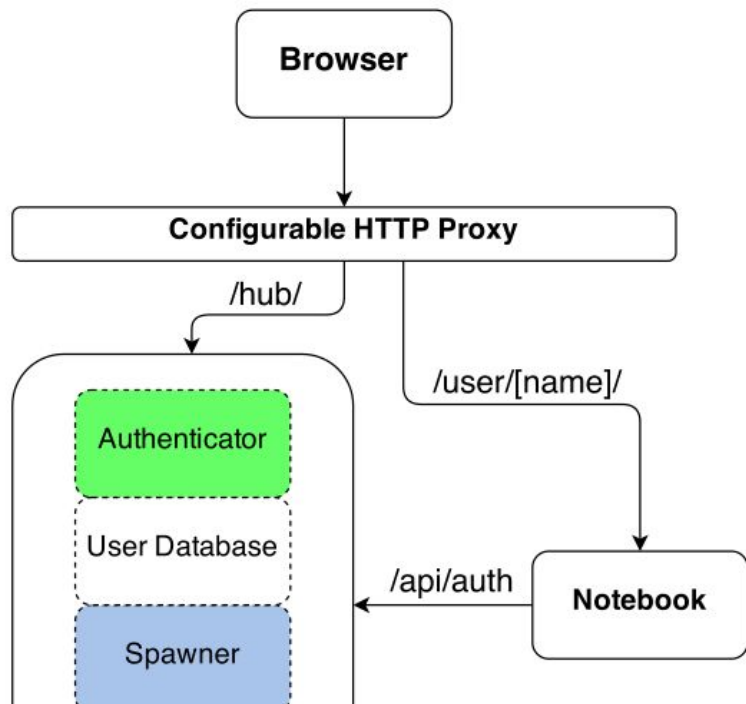 Browser
Configurable HTTP Proxy
/hub/
/user/[name]/
Authenticator
User Database
/api/auth
Notebook
Spawner